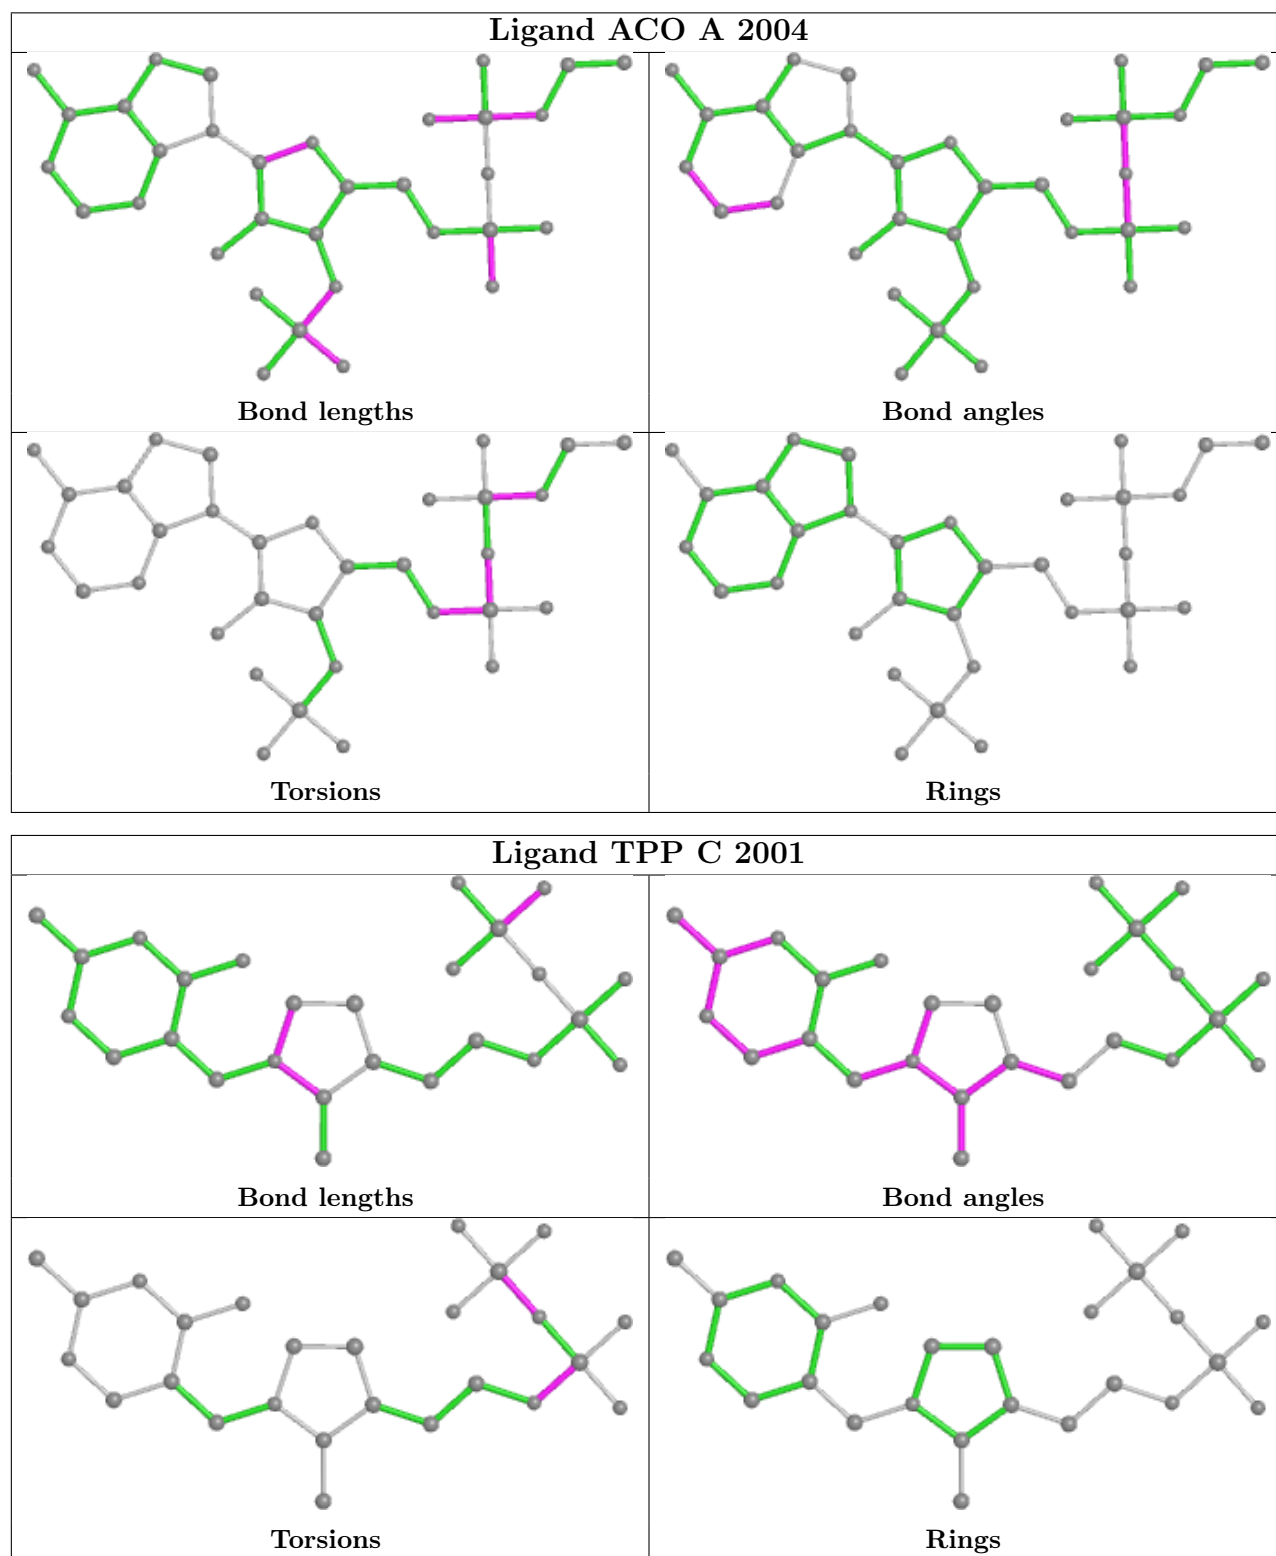 Ligand ACO A 2004
Bond lengths
Bond angles
Torsions
Rings
Ligand TPP C 2001
Bond lengths
Bond angles
Torsions
Rings